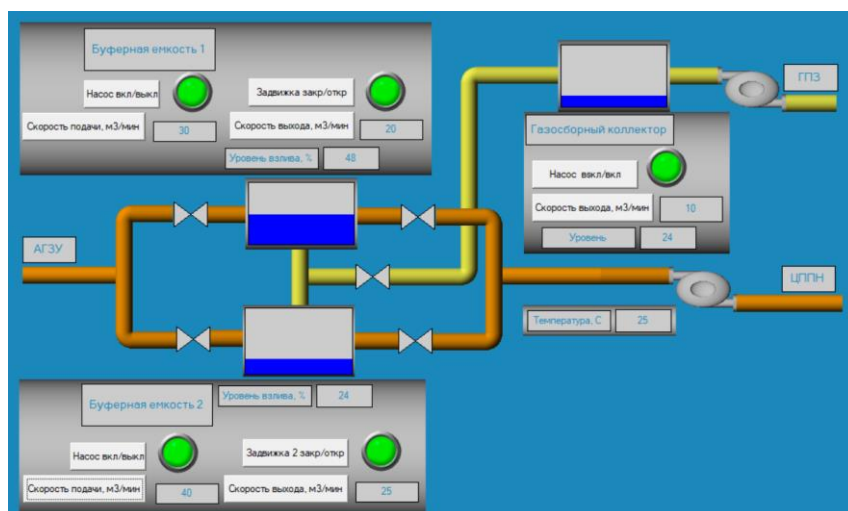 Буферная емкость 1
Насос вкл/выкл
Задвижка закр/откр
Скорость подачи, м3/мин
30
Скорость выхода, м3/мин
20
Уровень взлива, %
48
ГПЗ
Газосборный коллектор
Насос ввкл/вкл
Скорость выхода, м3/мин
10
Уровень
24
АГЗУ
ЦППН
Температура, С
25
Уровень взлива, %
24
Буферная емкость 2
Насос вкл/выкл
Задвижка 2 закр/откр
Скорость подачи, м3/мин
40
Скорость выхода, м3/мин
25